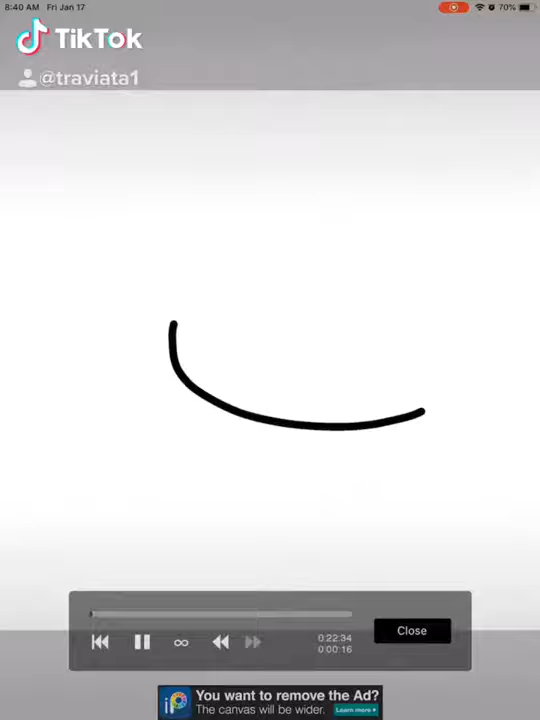 8:40 AM Fri Jan 17
70%
TikTok
@traviata1
0:22:34
0:00:16
Close
You want to remove the Ad?
The canvas will be wider.
Learn more
iP